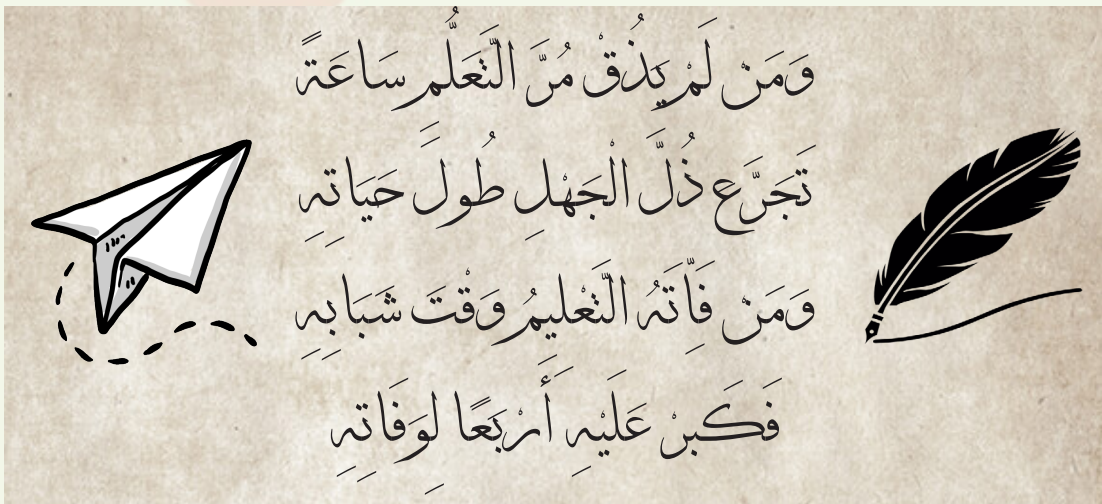 وَمَنْ لَمْ يَذُقْ مُرَّ التَّعَلُّمِ سَاعَةً
تَجَرَّعَ ذُلَّ الْجَهْلِ طُولَ حَيَاتِهِ
وَمَنْ فَاتَهُ التَّعْلِيمُ وَقْتَ شَبَابِهِ
فَكَبِّرْ عَلَيْهِ أَرْبَعًا لِوَفَاتِهِ